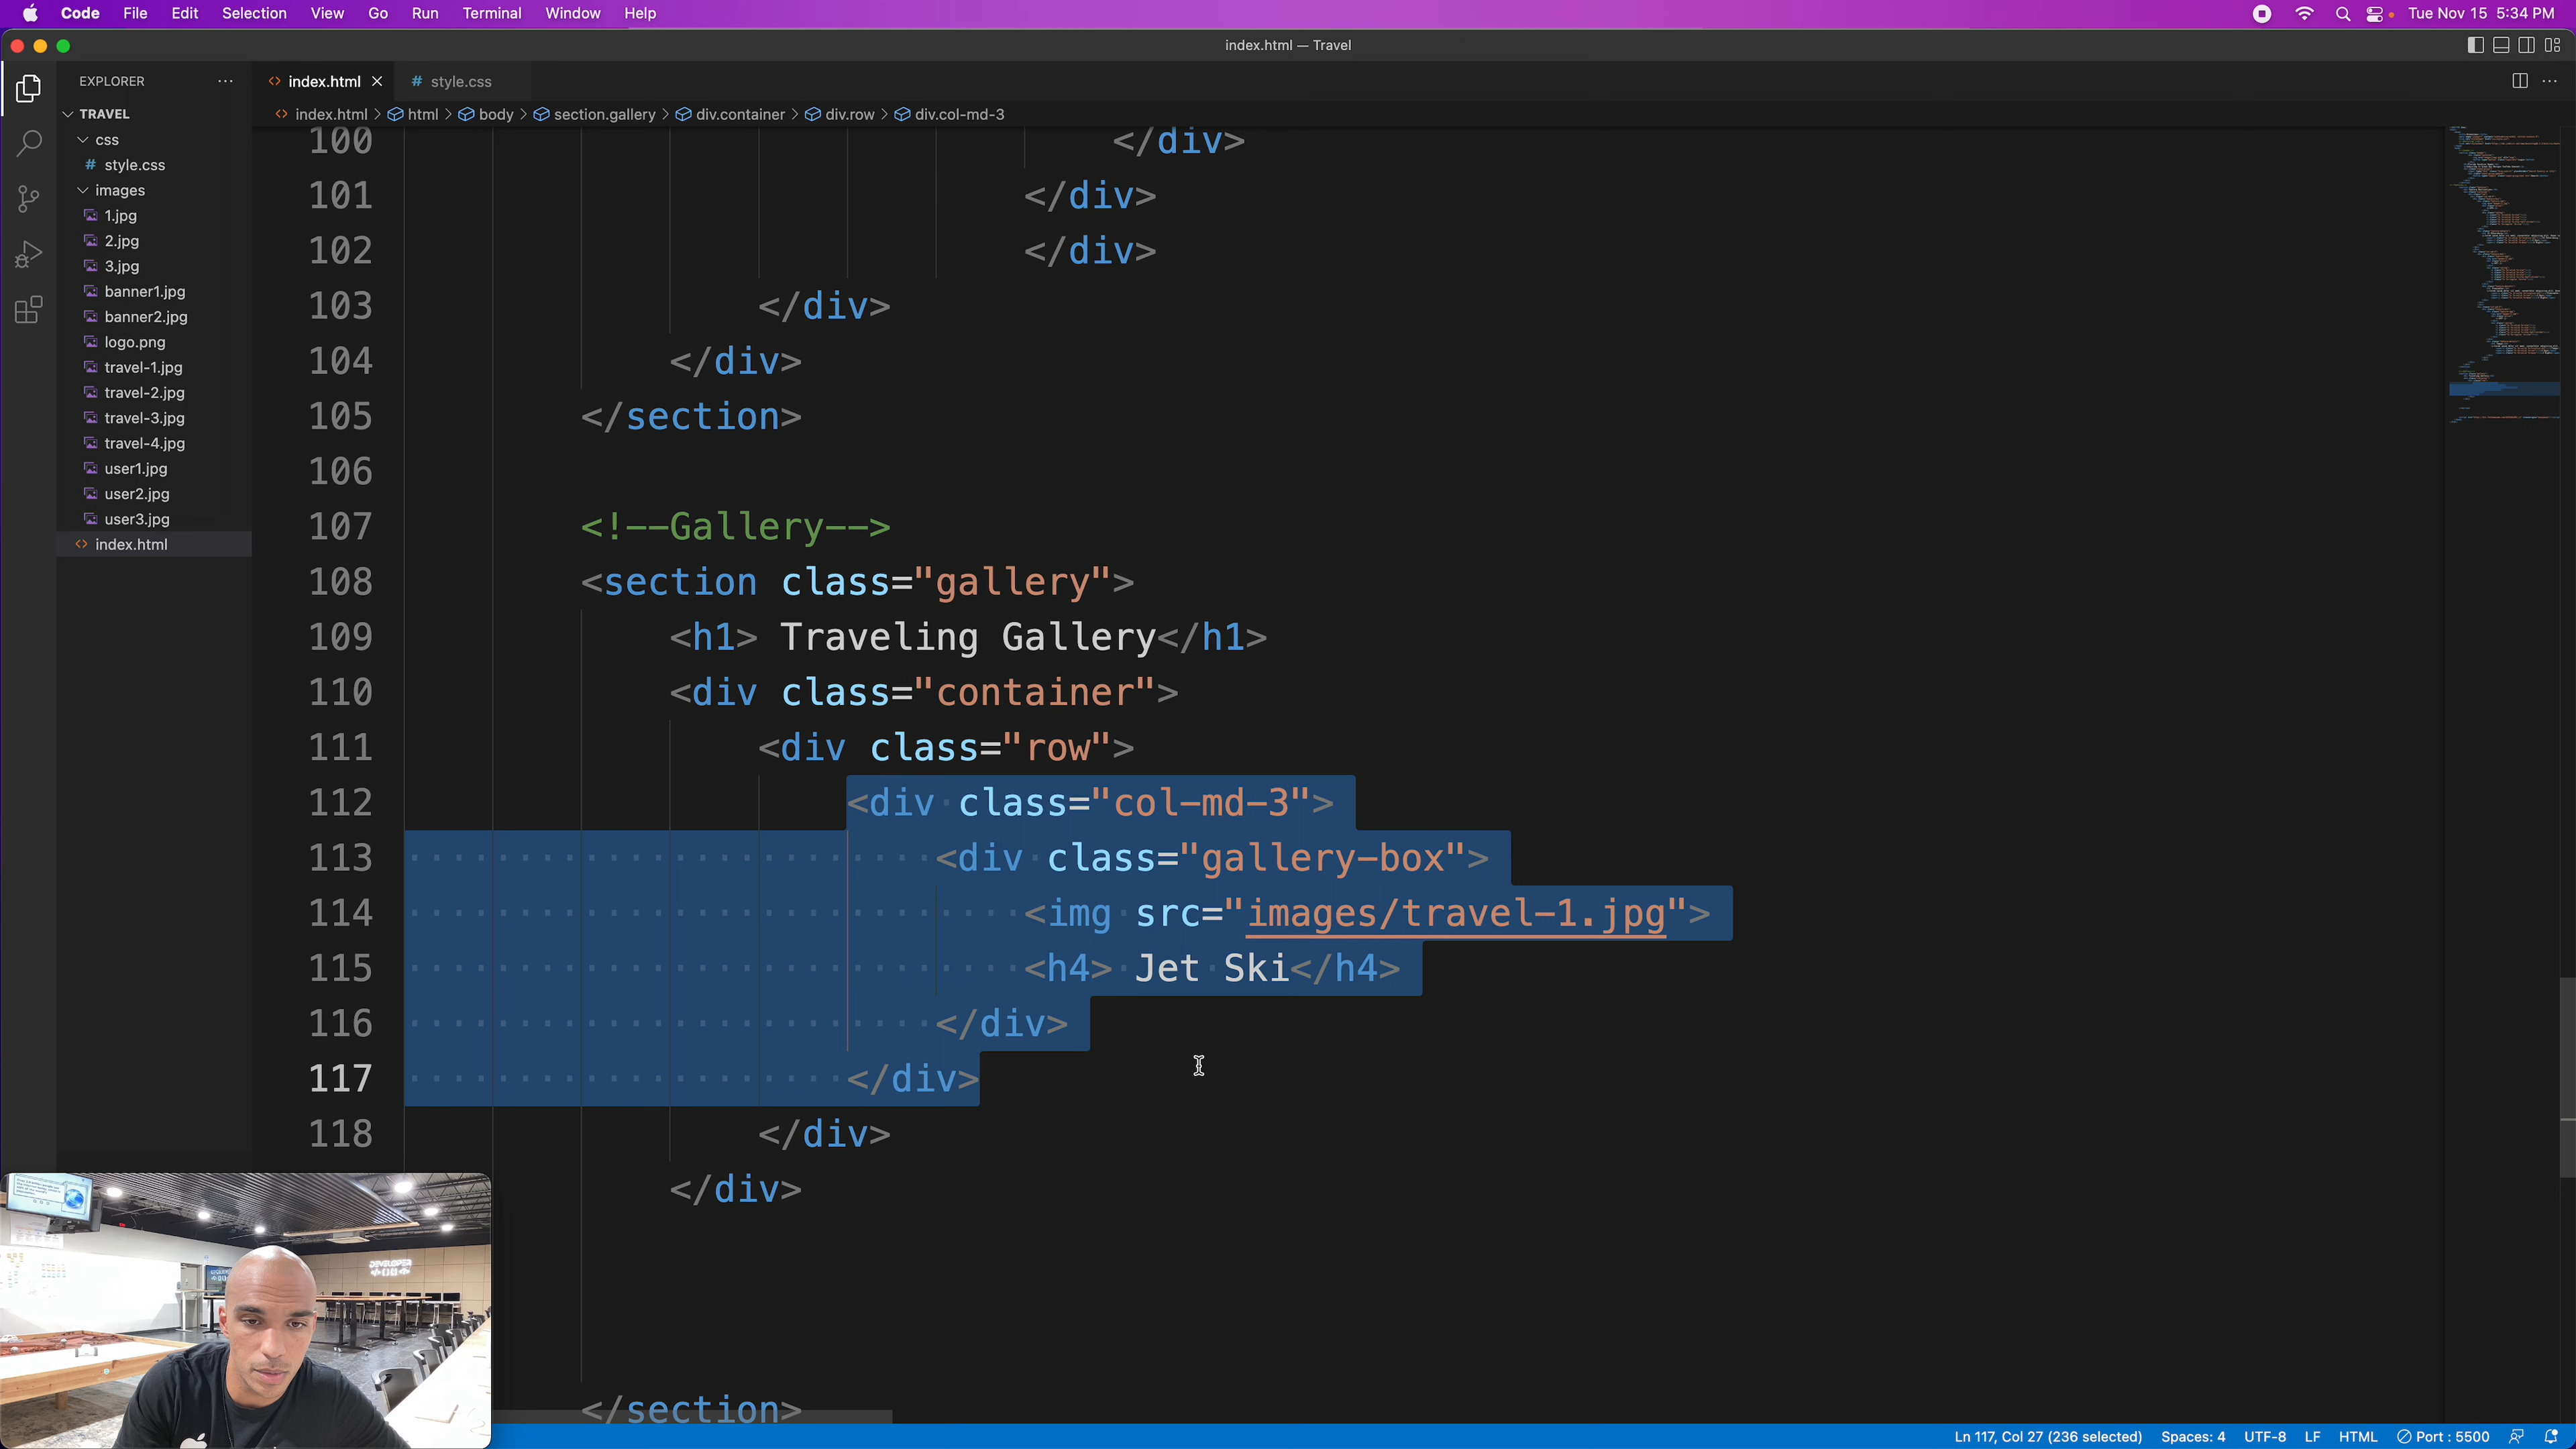 Code File Edit Selection View Go Run Terminal Window Help
Tue Nov 15 5:34 PM
index.html — Travel
EXPLORER
TRAVEL
css
# style.css
images
1.jpg
2.jpg
3.jpg
banner1.jpg
banner2.jpg
logo.png
travel-1.jpg
travel-2.jpg
travel-3.jpg
travel-4.jpg
user1.jpg
user2.jpg
user3.jpg
<> index.html
<> index.html
# style.css
<> index.html > html > body > section.gallery > div.container > div.row > div.col-md-3
100 </div>
101 </div>
102 </div>
103 </div>
104 </div>
105 </section>
106
107 <!--Gallery-->
108 <section class="gallery">
109 <h1> Traveling Gallery</h1>
110 <div class="container">
111 <div class="row">
112 <div class="col-md-3">
113 <div class="gallery-box">
114 <img src="images/travel-1.jpg">
115 <h4> Jet Ski</h4>
116 </div>
117 </div>
118 </div>
</div>
</section>
DEVELOPER
Ln 117, Col 27 (236 selected) Spaces: 4 UTF-8 LF HTML Port : 5500